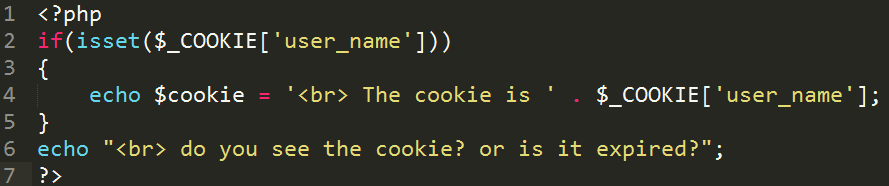 1 <?php
2 if(isset($_COOKIE['user_name']))
3 {
4     echo $cookie = '<br> The cookie is ' . $_COOKIE['user_name'];
5 }
6 echo "<br> do you see the cookie? or is it expired?";
7 ?>